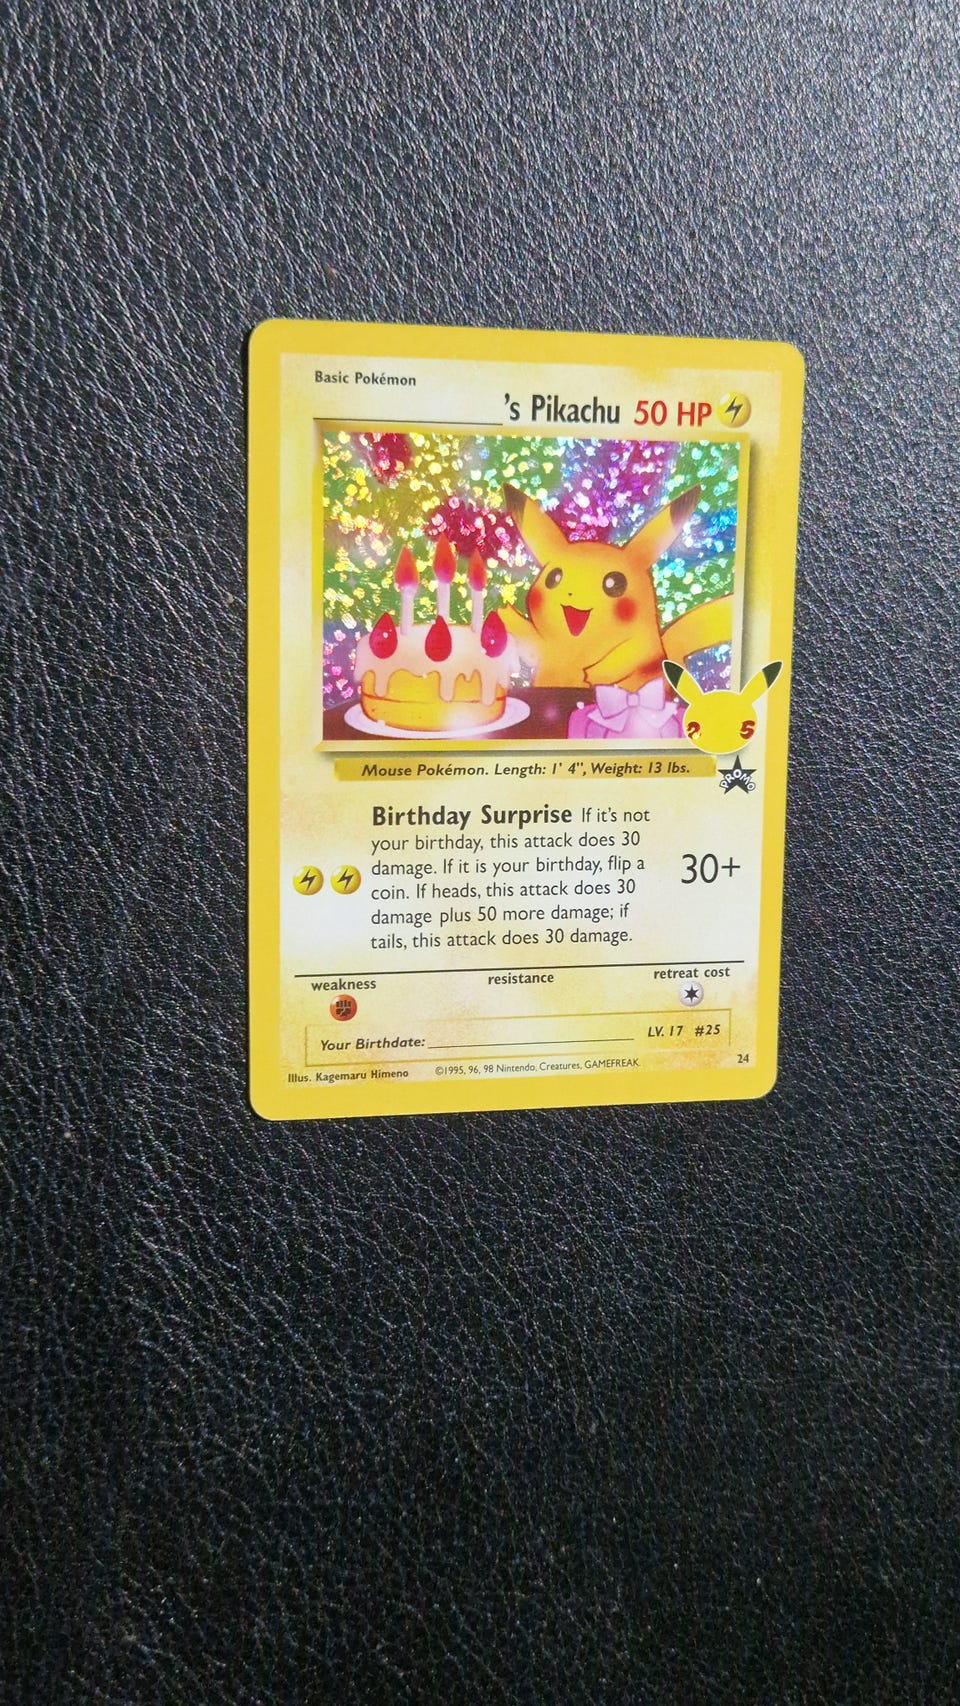 Basic Pokémon
____________'s Pikachu 50 HP
25
Mouse Pokémon. Length: 1' 4", Weight: 13 lbs.
PROMO
Birthday Surprise If it's not
your birthday, this attack does 30
damage. If it is your birthday, flip a
coin. If heads, this attack does 30
damage plus 50 more damage; if
tails, this attack does 30 damage.
30+
weakness resistance retreat cost
Your Birthdate:____________________ LV. 17 #25
Illus. Kagemaru Himeno ©1995, 96, 98 Nintendo, Creatures, GAMEFREAK. 24